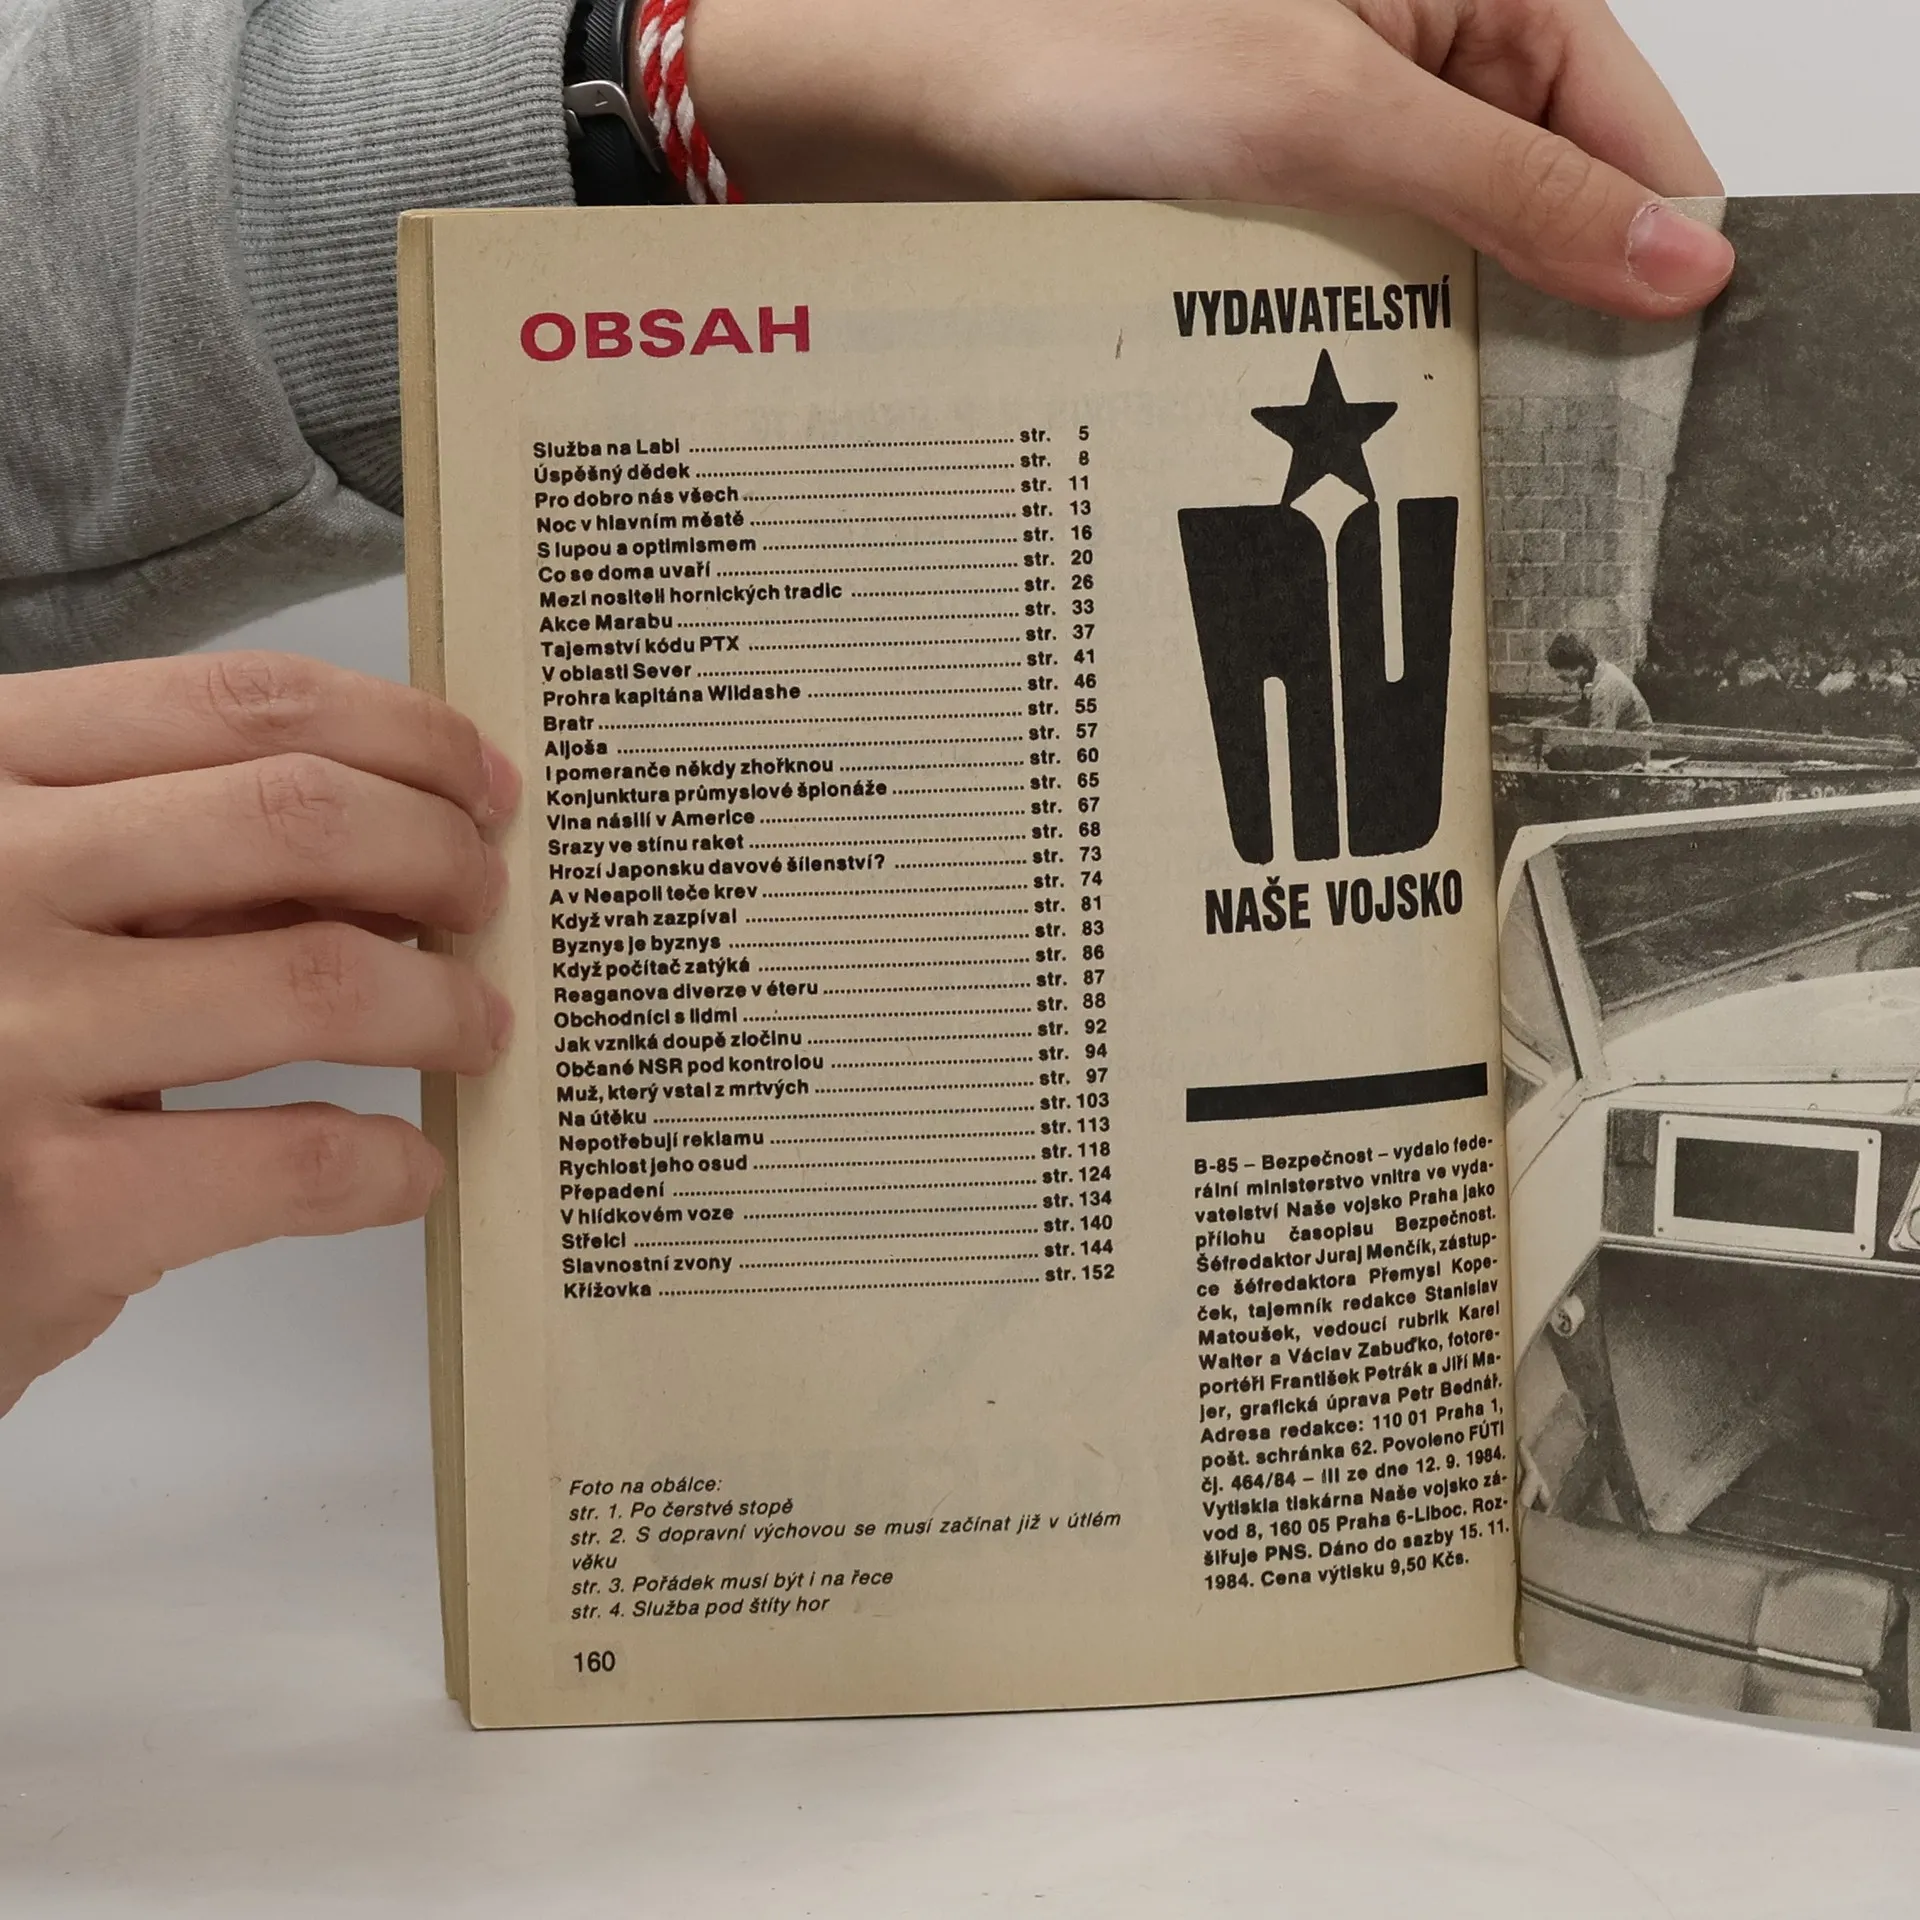 OBSAH
Služba na Labi ........ str. 5
Úspěšný dědek ........ str. 8
Pro dobro nás všech ........ str. 11
Noc v hlavním městě ........ str. 13
S lupou a optimismem ........ str. 16
Co se doma uvaří ........ str. 20
Mezi nositeli hornických tradic ........ str. 26
Akce Marabu ........ str. 33
Tajemství kódu PTX ........ str. 37
V oblasti Sever ........ str. 41
Prohra kapitána Wildashe ........ str. 46
Bratr ........ str. 55
Aljoša ........ str. 57
I pomeranče někdy zhořknou ........ str. 60
Konjunktura průmyslové špionáže ........ str. 65
Vlna násilí v Americe ........ str. 67
Srazy ve stínu raket ........ str. 68
Hrozí Japonsku davové šílenství? ........ str. 73
A v Neapoli teče krev ........ str. 74
Když vrah zazpíval ........ str. 81
Byznys je byznys ........ str. 83
Když počítač zatýká ........ str. 86
Reaganova diverze v éteru ........ str. 87
Obchodníci s lidmi ........ str. 88
Jak vzniká doupě zločinu ........ str. 92
Občané NSR pod kontrolou ........ str. 94
Muž, který vstal z mrtvých ........ str. 97
Na útěku ........ str. 103
Nepotřebují reklamu ........ str. 113
Rychlost jeho osud ........ str. 118
Přepadení ........ str. 124
V hlídkovém voze ........ str. 134
Střelci ........ str. 140
Slavnostní zvony ........ str. 144
Křížovka ........ str. 152
Foto na obálce:
str. 1. Po čerstvé stopě
str. 2. S dopravní výchovou se musí začínat již v útlém
věku
str. 3. Pořádek musí být i na řece
str. 4. Služba pod štíty hor
160
VYDAVATELSTVÍ
NV
NAŠE VOJSKO
B-85 – Bezpečnost – vydalo fede-
rální ministerstvo vnitra ve vyda-
vatelství Naše vojsko Praha jako
přílohu časopisu Bezpečnost.
Šéfredaktor Juraj Menčík, zástup-
ce šéfredaktora Přemysl Kope-
ček, tajemník redakce Stanislav
Matoušek, vedoucí rubrik Karel
Walter a Václav Zabuďko, fotore-
portéři František Petrák a Jiří Ma-
jer, grafická úprava Petr Bednář.
Adresa redakce: 110 01 Praha 1,
pošt. schránka 62. Povoleno FÚTI
čj. 464/84 – III ze dne 12. 9. 1984.
Vytiskla tiskárna Naše vojsko zá-
vod 8, 160 05 Praha 6-Liboc. Roz-
šiřuje PNS. Dáno do sazby 15. 11.
1984. Cena výtisku 9,50 Kčs.